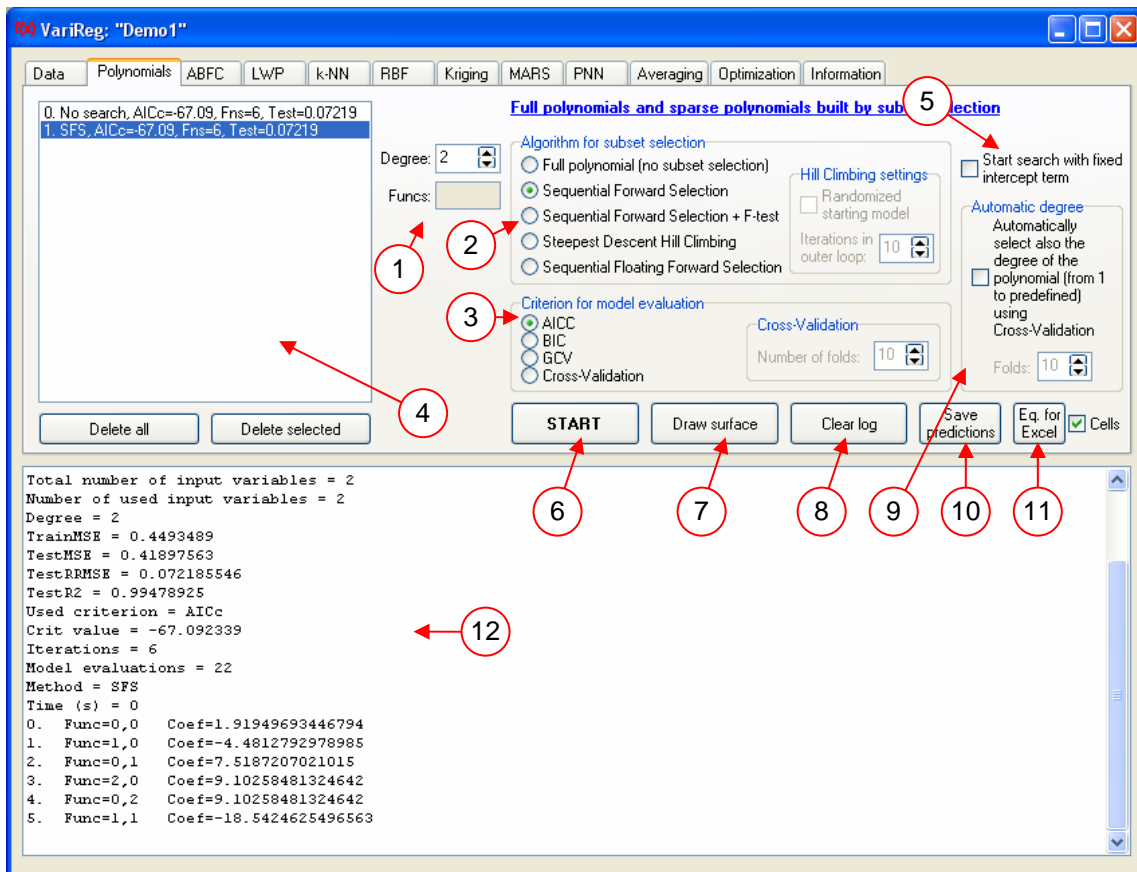 f(x) VariReg: "Demo1"
Data Polynomials ABFC LWP k-NN RBF Kriging MARS PNN Averaging Optimization Information
0. No search, AICc=-67.09, Fns=6, Test=0.07219
1. SFS, AICc=-67.09, Fns=6, Test=0.07219
Delete all Delete selected
Degree: 2
Funcs:
1
4
Full polynomials and sparse polynomials built by sub lection
5
Algorithm for subset selection
Full polynomial (no subset selection)
Sequential Forward Selection
2
Sequential Forward Selection + F-test
Steepest Descent Hill Climbing
Sequential Floating Forward Selection
Hill Climbing settings
Randomized
starting model
Iterations in
outer loop: 10
Start search with fixed
intercept term
Automatic degree
Automatically
select also the
degree of the
polynomial (from 1
to predefined)
using
Cross-Validation
Folds: 10
Criterion for model evaluation
3
AICC
BIC
GCV
Cross-Validation
Cross-Validation
Number of folds: 10
START Draw surface Clear log Save predictions Eq. for Excel Cells
6 7 8 9 10 11
Total number of input variables = 2
Number of used input variables = 2
Degree = 2
TrainMSE = 0.4493489
TestMSE = 0.41897563
TestRRMSE = 0.072185546
TestR2 = 0.99478925
Used criterion = AICc
Crit value = -67.092339
12
Iterations = 6
Model evaluations = 22
Method = SFS
Time (s) = 0
0. Func=0,0 Coef=1.91949693446794
1. Func=1,0 Coef=-4.4812792978985
2. Func=0,1 Coef=7.5187207021015
3. Func=2,0 Coef=9.10258481324642
4. Func=0,2 Coef=9.10258481324642
5. Func=1,1 Coef=-18.5424625496563